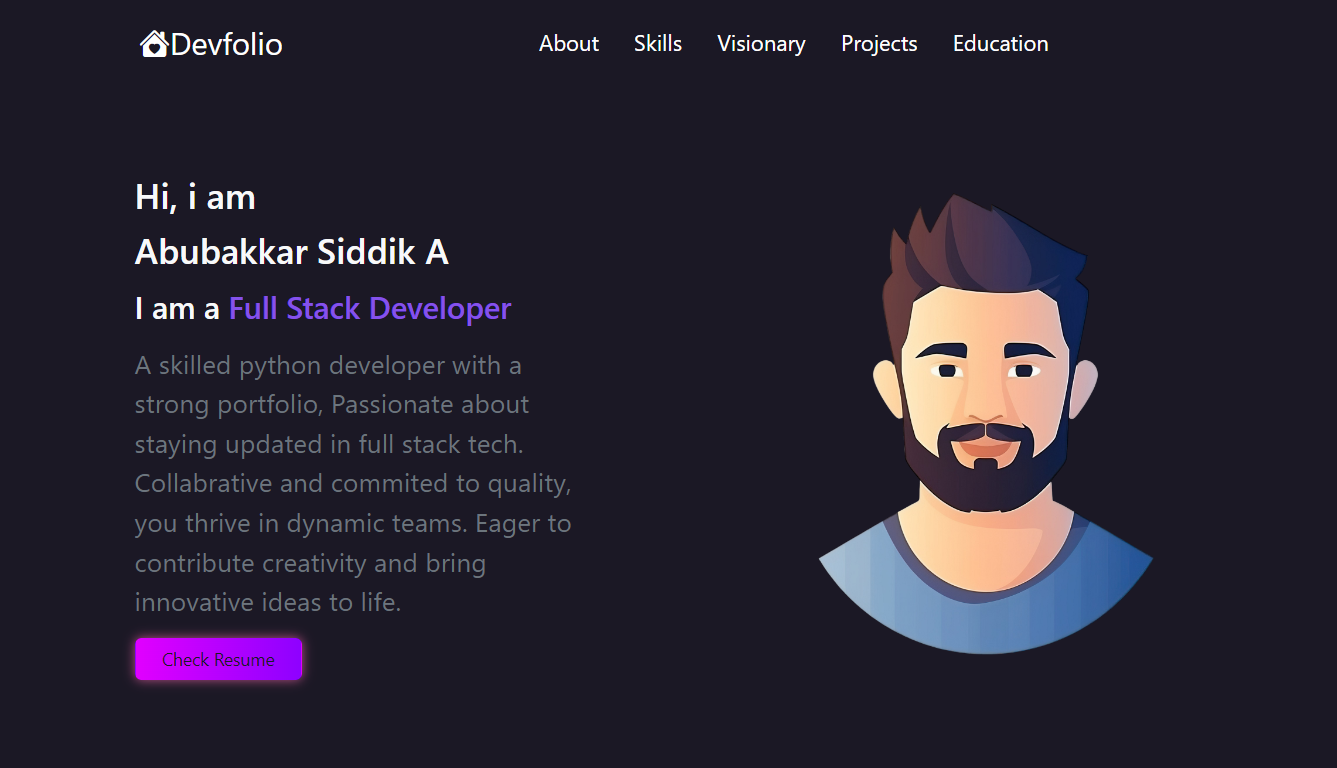 Devfolio
About Skills Visionary Projects Education
Hi, i am
Abubakkar Siddik A
I am a Full Stack Developer
A skilled python developer with a
strong portfolio, Passionate about
staying updated in full stack tech.
Collabrative and commited to quality,
you thrive in dynamic teams. Eager to
contribute creativity and bring
innovative ideas to life.
Check Resume